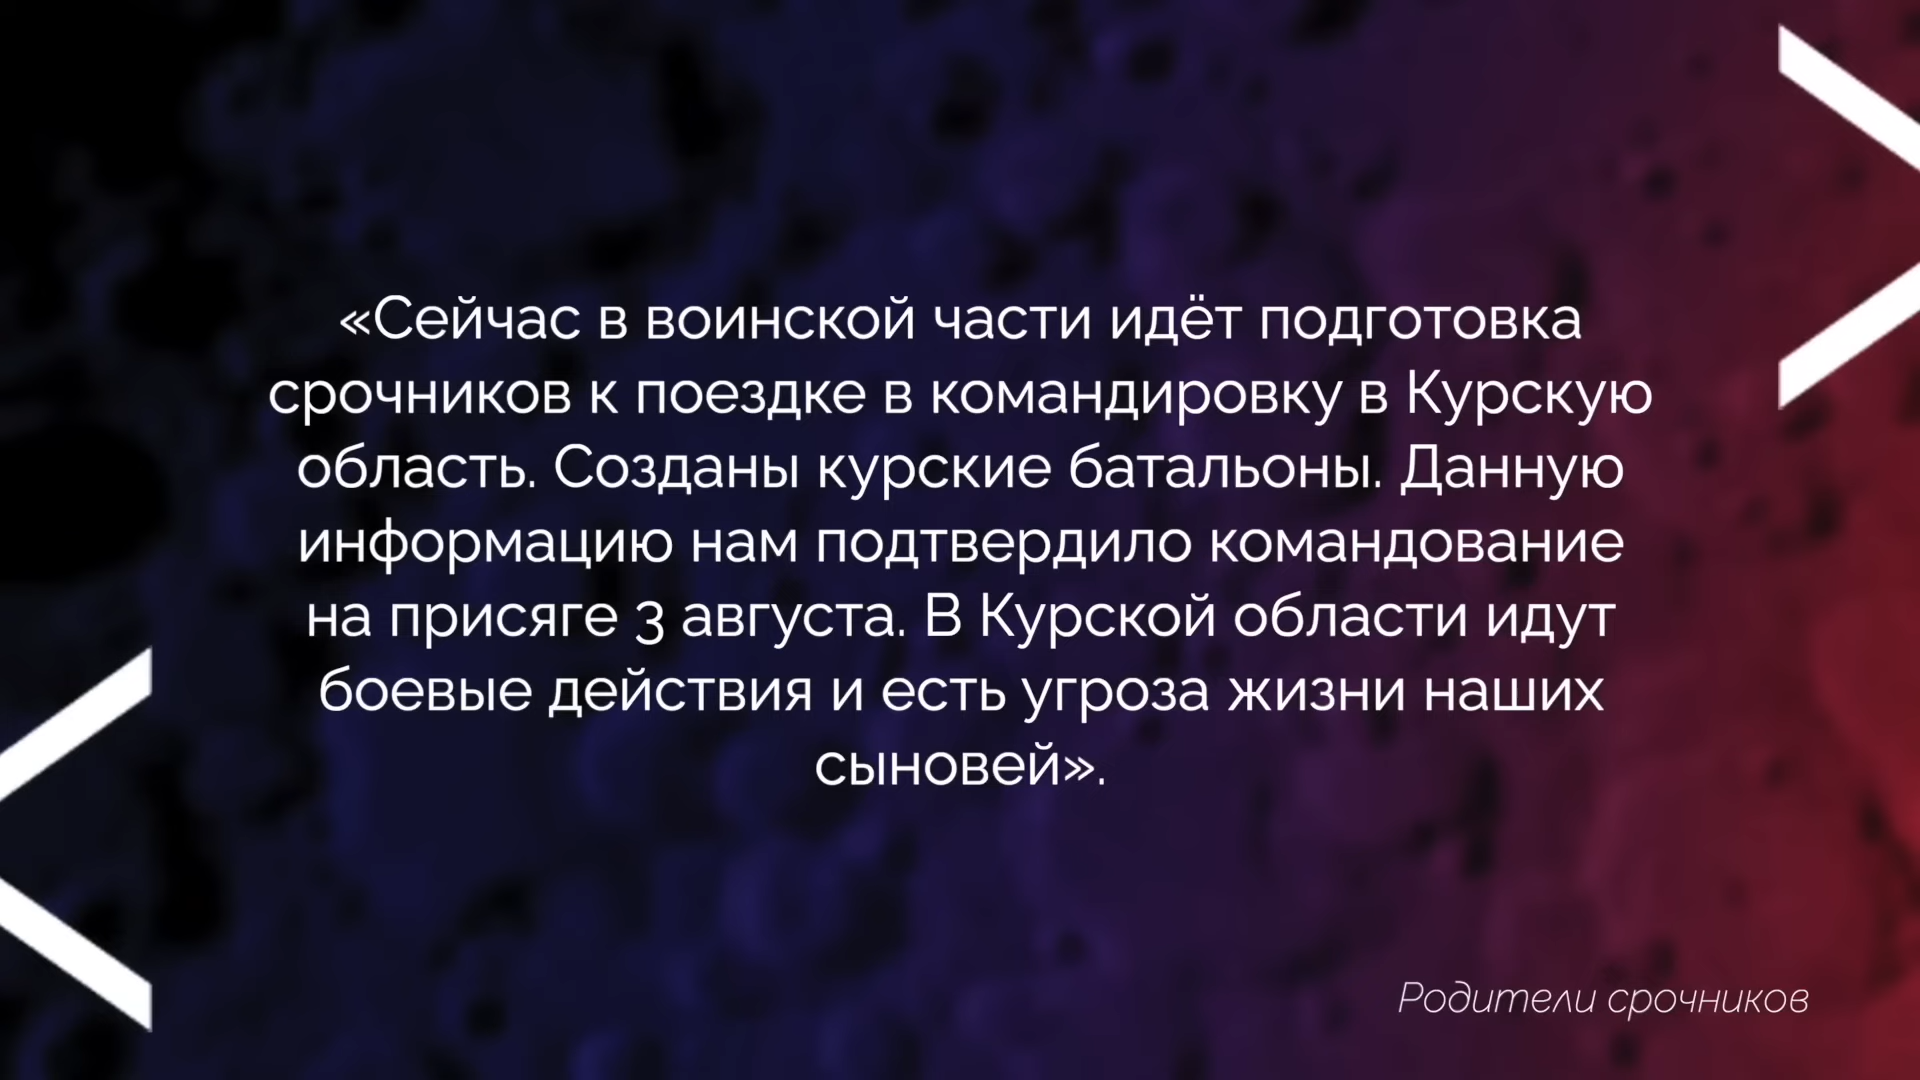 «Сейчас в воинской части идёт подготовка
срочников к поездке в командировку в Курскую
область. Созданы курские батальоны. Данную
информацию нам подтвердило командование
на присяге 3 августа. В Курской области идут
боевые действия и есть угроза жизни наших
сыновей».
Родители срочников